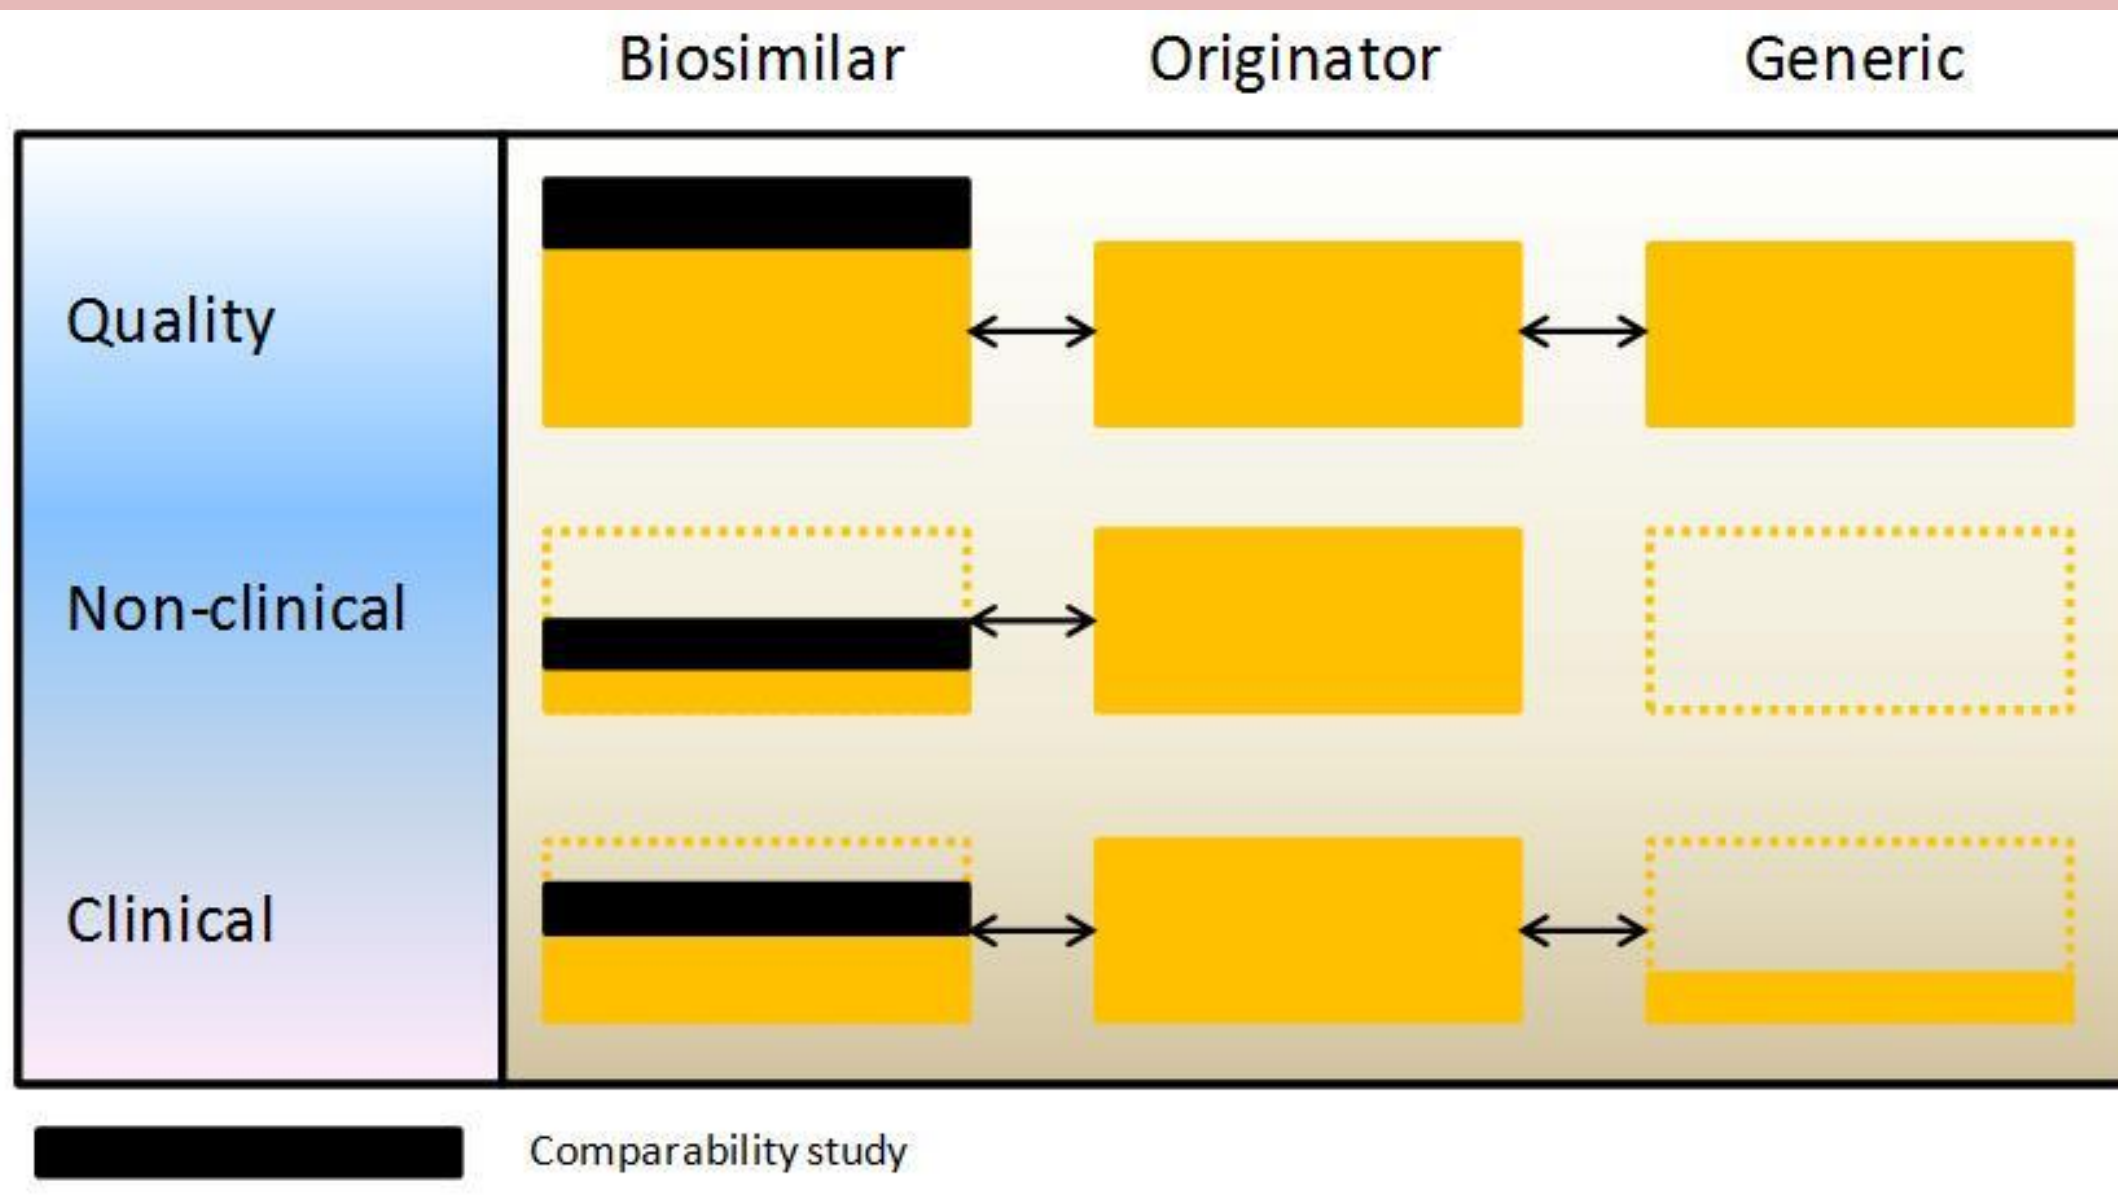 Biosimilar Originator Generic
Quality
Non-clinical
Clinical
Comparability study